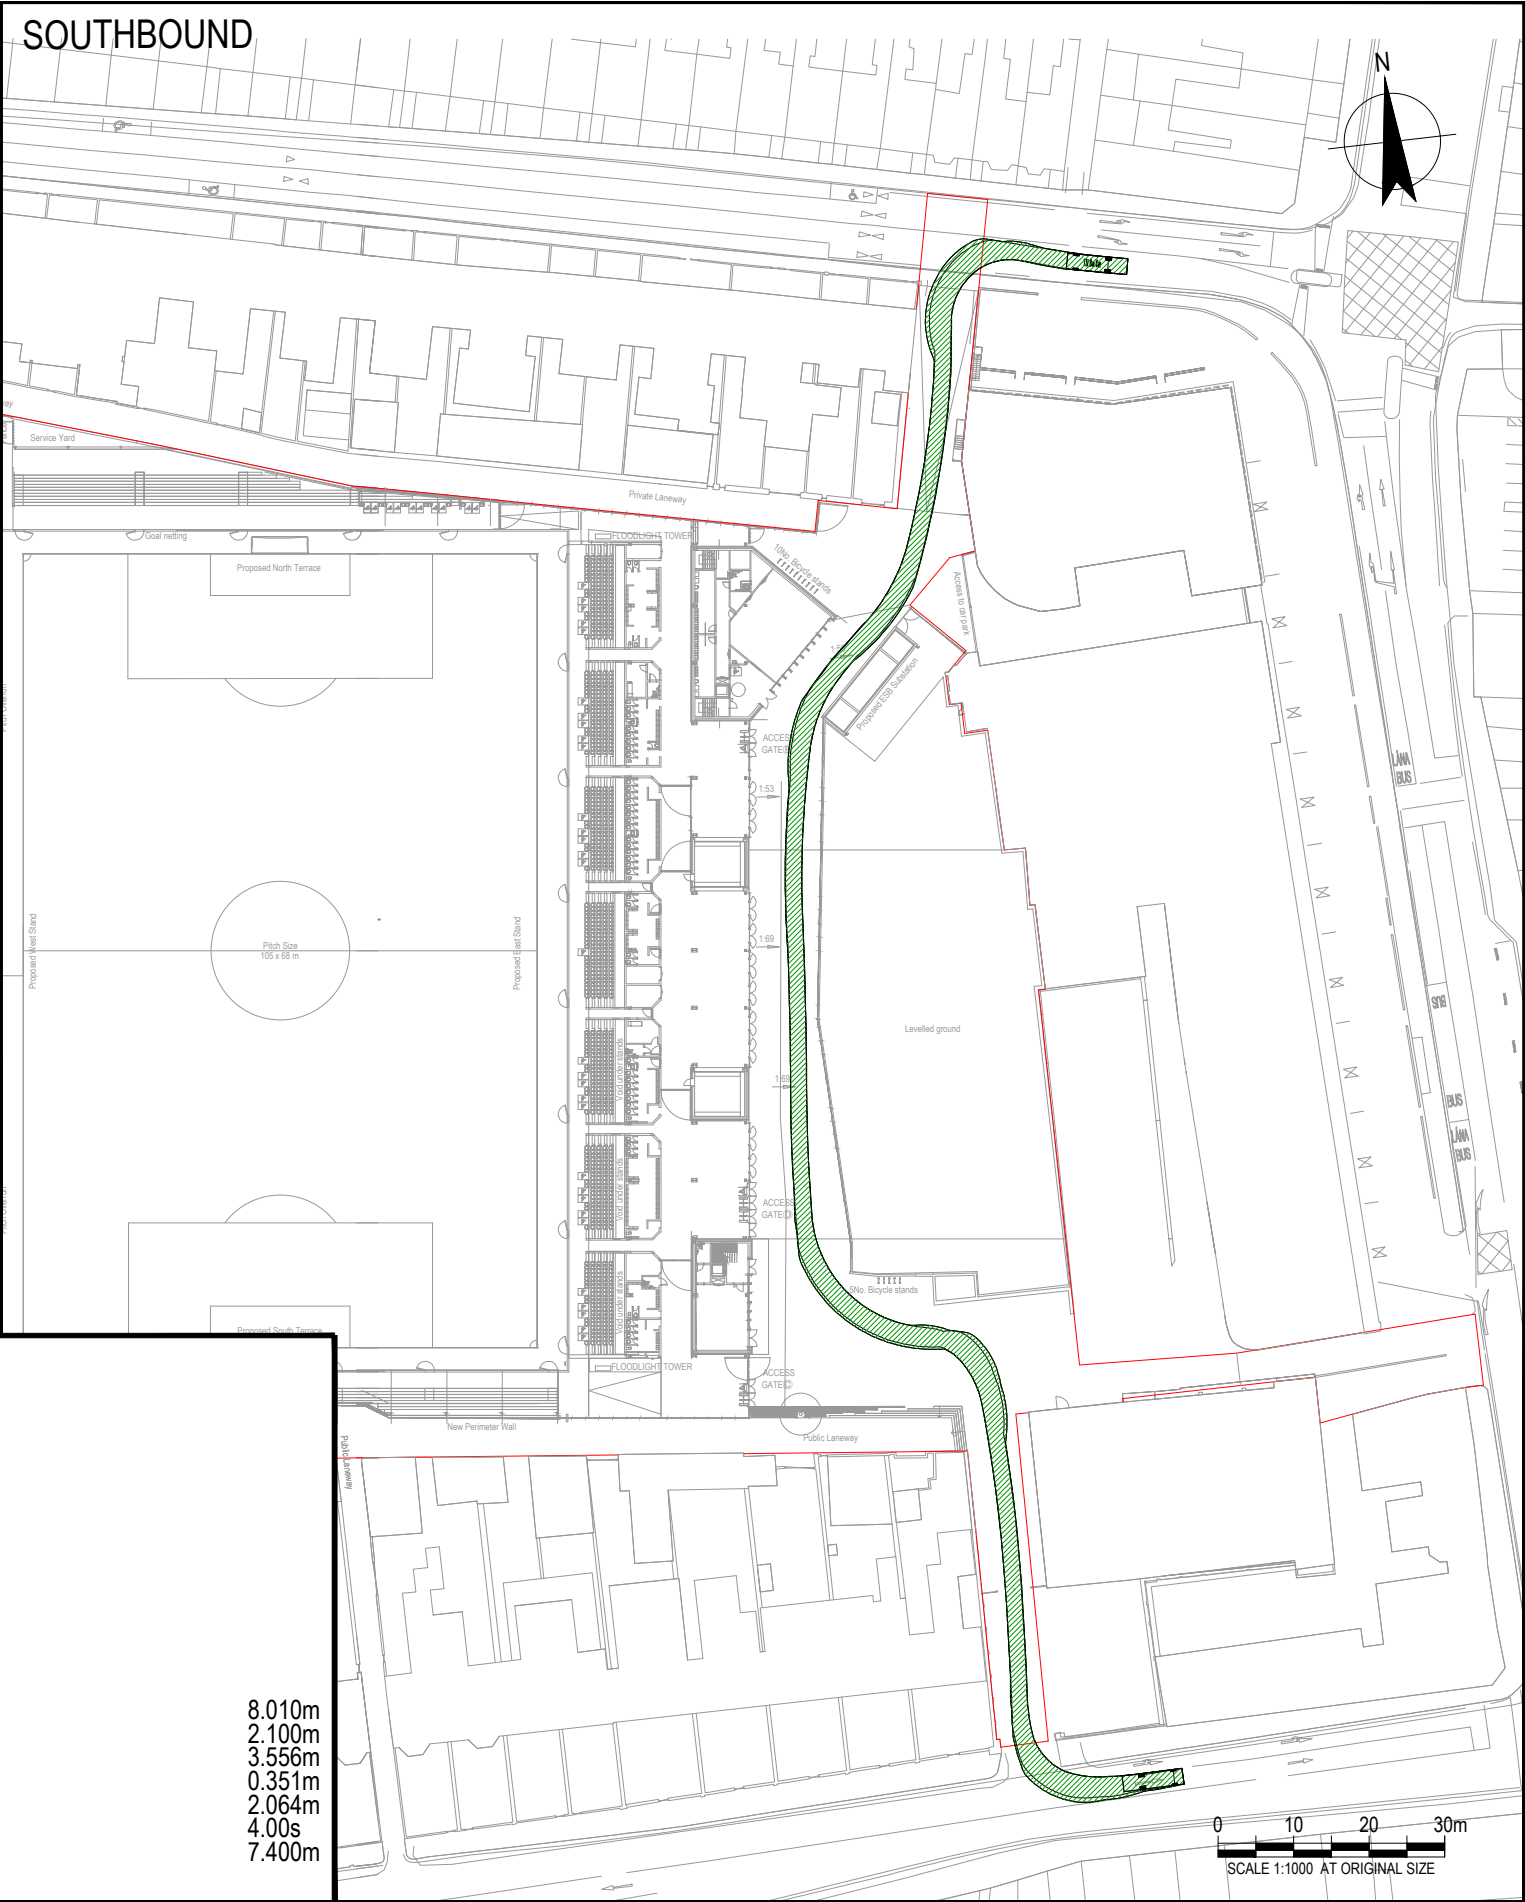 SOUTHBOUND
N
Service Yard
Private Laneway
Goal netting
FLOODLIGHT TOWER
Proposed North Terrace
10No. Bicycle stands
Access to car park
Proposed ESB Substation
ACCESS
GATE
1:53
LÁNA
BUS
Proposed West Stand
Pitch Size
105 x 68 m
Proposed East Stand
1:69
BUS
Levelled ground
Void under stands
1:69
BUS
LÁNA
BUS
Void under stands
ACCESS
GATE
Void under stands
5No. Bicycle stands
Proposed South Terrace
FLOODLIGHT TOWER
ACCESS
GATE C
New Perimeter Wall
Public Laneway
Public Laneway
8.010m
2.100m
3.556m
0.351m
2.064m
4.00s
7.400m
0 10 20 30m
SCALE 1:1000 AT ORIGINAL SIZE